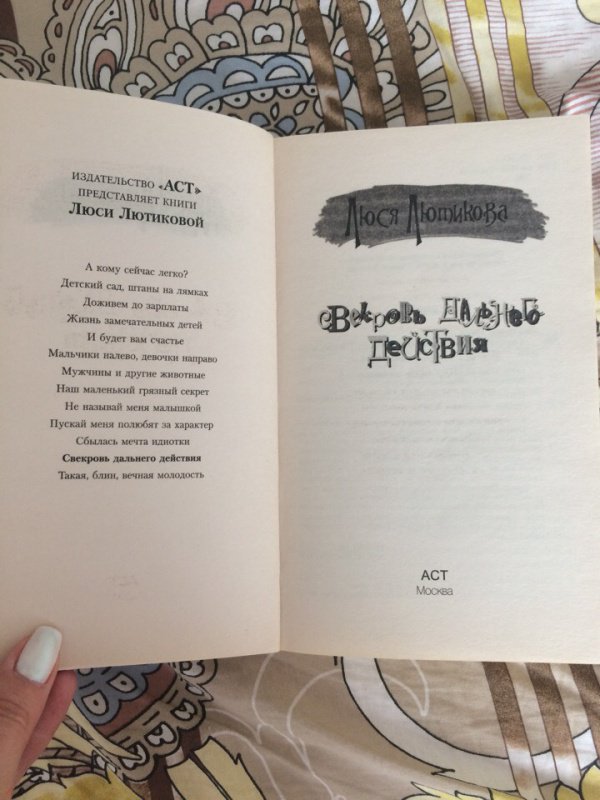 ИЗДАТЕЛЬСТВО «АСТ»
ПРЕДСТАВЛЯЕТ КНИГИ
Люси Лютиковой
А кому сейчас легко?
Детский сад, штаны на лямках
Доживем до зарплаты
Жизнь замечательных детей
И будет вам счастье
Мальчики налево, девочки направо
Мужчины и другие животные
Наш маленький грязный секрет
Не называй меня малышкой
Пускай меня полюбят за характер
Сбылась мечта идиотки
Свекровь дальнего действия
Такая, блин, вечная молодость
Люся Лютикова
Свекровь дальнего
действия
АСТ
Москва